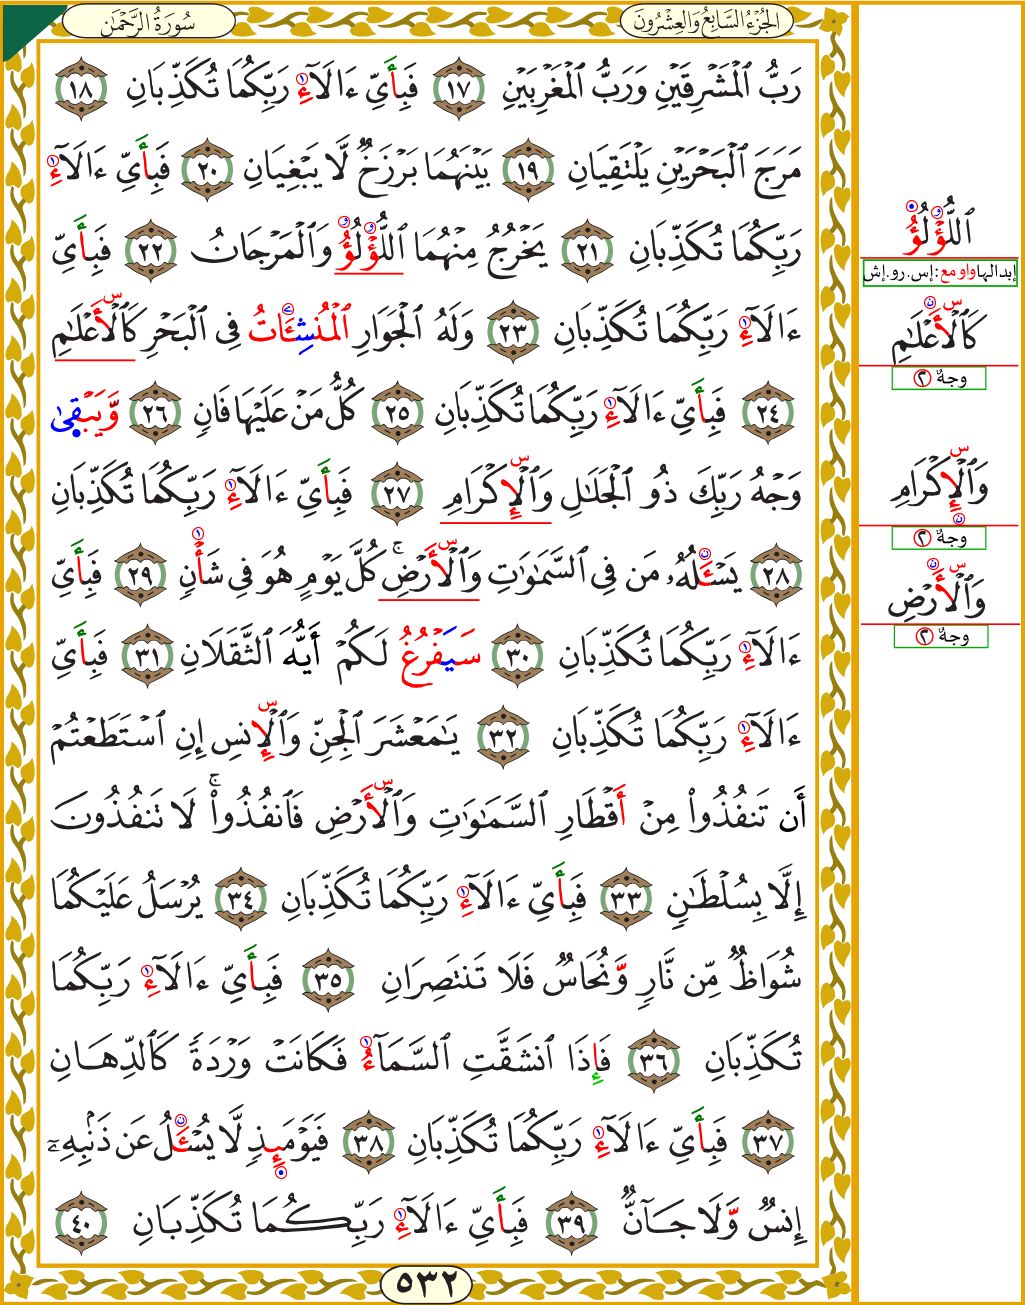 الجُزْءُ السَّابِعُ وَالعِشْرُونَ
سُورَةُ الرَّحْمَٰن
رَبُّ ٱلْمَشْرِقَيْنِ وَرَبُّ ٱلْمَغْرِبَيْنِ ١٧ فَبِأَيِّ ءَالَآءِ رَبِّكُمَا تُكَذِّبَانِ ١٨
مَرَجَ ٱلْبَحْرَيْنِ يَلْتَقِيَانِ ١٩ بَيْنَهُمَا بَرْزَخٌ لَّا يَبْغِيَانِ ٢٠ فَبِأَيِّ ءَالَآءِ
رَبِّكُمَا تُكَذِّبَانِ ٢١ يَخْرُجُ مِنْهُمَا ٱللُّؤْلُؤُ وَٱلْمَرْجَانُ ٢٢ فَبِأَيِّ
ءَالَآءِ رَبِّكُمَا تُكَذِّبَانِ ٢٣ وَلَهُ ٱلْجَوَارِ ٱلْمُنشِـَٔاتُ فِى ٱلْبَحْرِ كَٱلْأَعْلَٰمِ
٢٤ فَبِأَيِّ ءَالَآءِ رَبِّكُمَا تُكَذِّبَانِ ٢٥ كُلُّ مَنْ عَلَيْهَا فَانٍ ٢٦ وَّيَبْقَىٰ
وَجْهُ رَبِّكَ ذُو ٱلْجَلَٰلِ وَٱلْإِكْرَامِ ٢٧ فَبِأَيِّ ءَالَآءِ رَبِّكُمَا تُكَذِّبَانِ
٢٨ يَسْـَٔلُهُۥ مَن فِى ٱلسَّمَٰوَٰتِ وَٱلْأَرْضِ ۚ كُلَّ يَوْمٍ هُوَ فِى شَأْنٍ ٢٩ فَبِأَيِّ
ءَالَآءِ رَبِّكُمَا تُكَذِّبَانِ ٣٠ سَيَفْرُغُ لَكُمْ أَيُّهَ ٱلثَّقَلَانِ ٣١ فَبِأَيِّ
ءَالَآءِ رَبِّكُمَا تُكَذِّبَانِ ٣٢ يَٰمَعْشَرَ ٱلْجِنِّ وَٱلْإِنسِ إِنِ ٱسْتَطَعْتُمْ
أَن تَنفُذُوا۟ مِنْ أَقْطَارِ ٱلسَّمَٰوَٰتِ وَٱلْأَرْضِ فَٱنفُذُوا۟ ۚ لَا تَنفُذُونَ
إِلَّا بِسُلْطَٰنٍ ٣٣ فَبِأَيِّ ءَالَآءِ رَبِّكُمَا تُكَذِّبَانِ ٣٤ يُرْسَلُ عَلَيْكُمَا
شُوَاظٌ مِّن نَّارٍ وَّنُحَاسٌ فَلَا تَنتَصِرَانِ ٣٥ فَبِأَيِّ ءَالَآءِ رَبِّكُمَا
تُكَذِّبَانِ ٣٦ فَإِذَا ٱنشَقَّتِ ٱلسَّمَآءُ فَكَانَتْ وَرْدَةً كَٱلدِّهَانِ
٣٧ فَبِأَيِّ ءَالَآءِ رَبِّكُمَا تُكَذِّبَانِ ٣٨ فَيَوْمَئِذٍ لَّا يُسْـَٔلُ عَن ذَنۢبِهِۦٓ
إِنسٌ وَّلَا جَآنٌّ ٣٩ فَبِأَيِّ ءَالَآءِ رَبِّكُمَا تُكَذِّبَانِ ٤٠
٥٣٢
ٱللُّؤْلُؤُ
إبدالها واو مع: إس. رو. إش
كَٱلْأَعْلَٰمِ
وجهٌ ٢
وَٱلْإِكْرَامِ
وجهٌ ٢
وَٱلْأَرْضِ
وجهٌ ٢